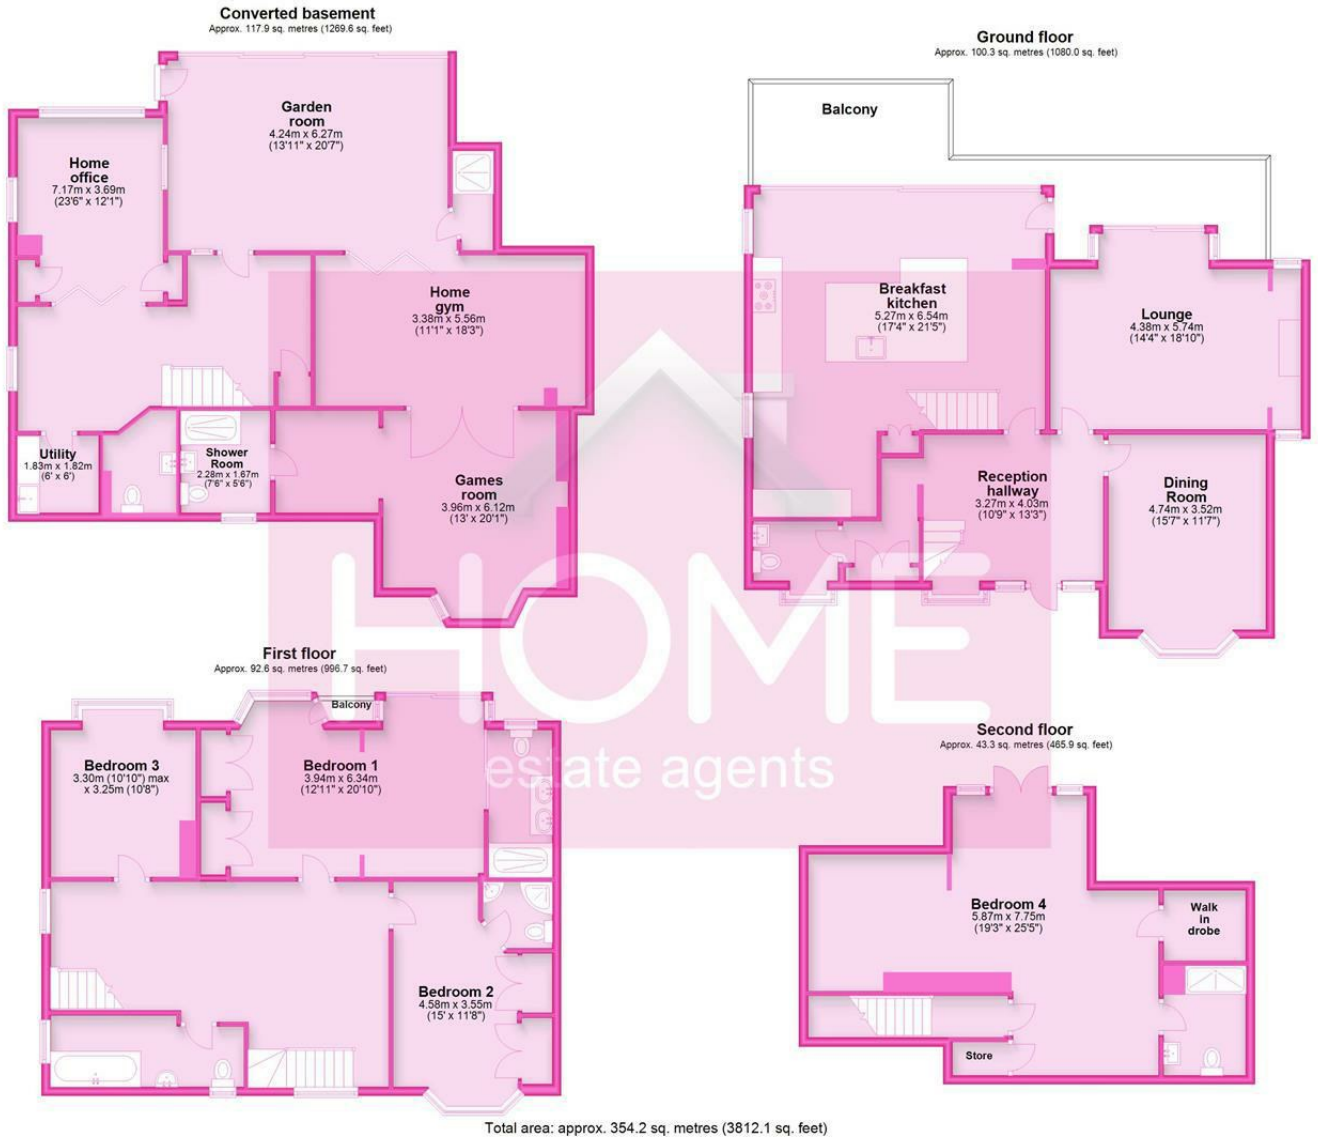 Converted basement
Approx. 117.9 sq. metres (1269.6 sq. feet)
Garden
room
4.24m x 6.27m
(13'11" x 20'7")
Home
office
7.17m x 3.69m
(23'6" x 12'1")
Home
gym
3.38m x 5.56m
(11'1" x 18'3")
Utility
1.83m x 1.82m
(6' x 6')
Shower
Room
2.28m x 1.67m
(7'6" x 5'6")
Games
room
3.96m x 6.12m
(13' x 20'1")
Ground floor
Approx. 100.3 sq. metres (1080.0 sq. feet)
Balcony
Breakfast
kitchen
5.27m x 6.54m
(17'4" x 21'5")
Lounge
4.38m x 5.74m
(14'4" x 18'10")
Reception
hallway
3.27m x 4.03m
(10'9" x 13'3")
Dining
Room
4.74m x 3.52m
(15'7" x 11'7")
HOME
estate agents
First floor
Approx. 92.6 sq. metres (996.7 sq. feet)
Balcony
Bedroom 3
3.30m (10'10") max
x 3.25m (10'8")
Bedroom 1
3.94m x 6.34m
(12'11" x 20'10")
Bedroom 2
4.58m x 3.55m
(15' x 11'8")
Second floor
Approx. 43.3 sq. metres (465.9 sq. feet)
Bedroom 4
5.87m x 7.75m
(19'3" x 25'5")
Walk
in
drobe
Store
Total area: approx. 354.2 sq. metres (3812.1 sq. feet)